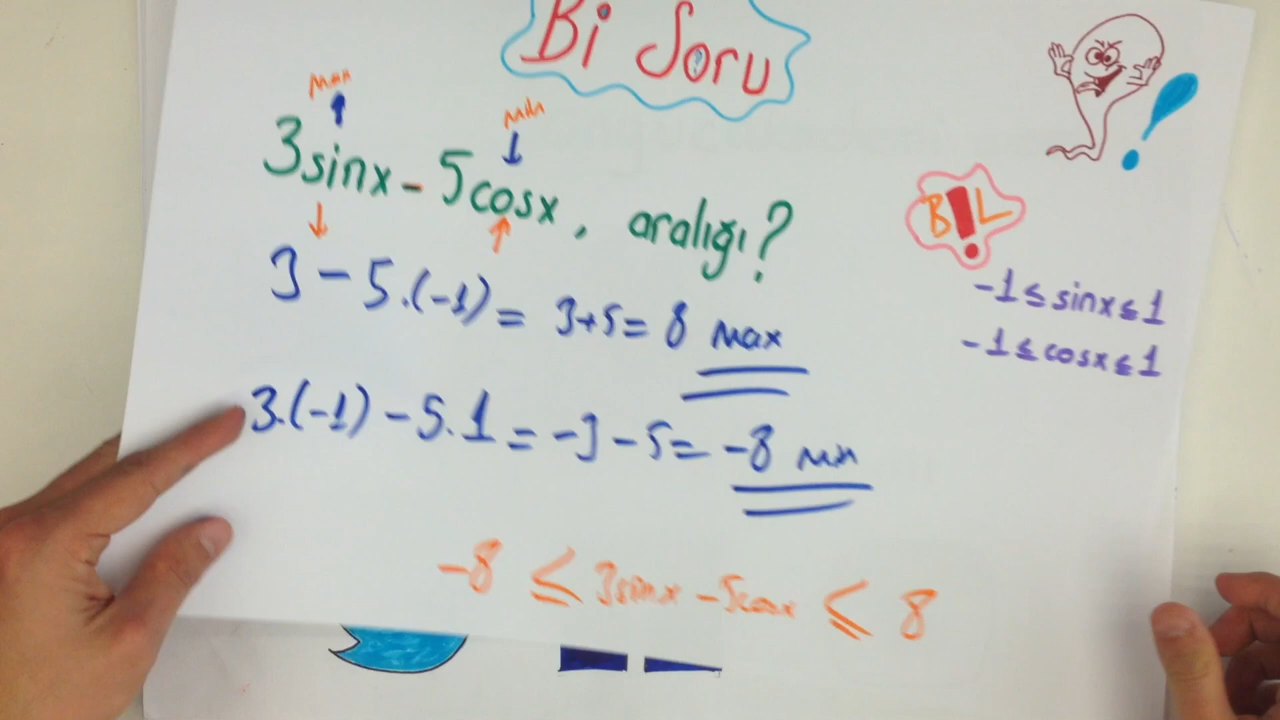 Bi Soru
max
min
3sinx - 5cosx, aralığı?
B!L
3 - 5.(-1) = 3+5 = 8 max
-1 ≤ sinx ≤ 1
-1 ≤ cosx ≤ 1
3.(-1) - 5.1 = -3 - 5 = -8 min
-8 ≤ 3sinx - 5cosx ≤ 8